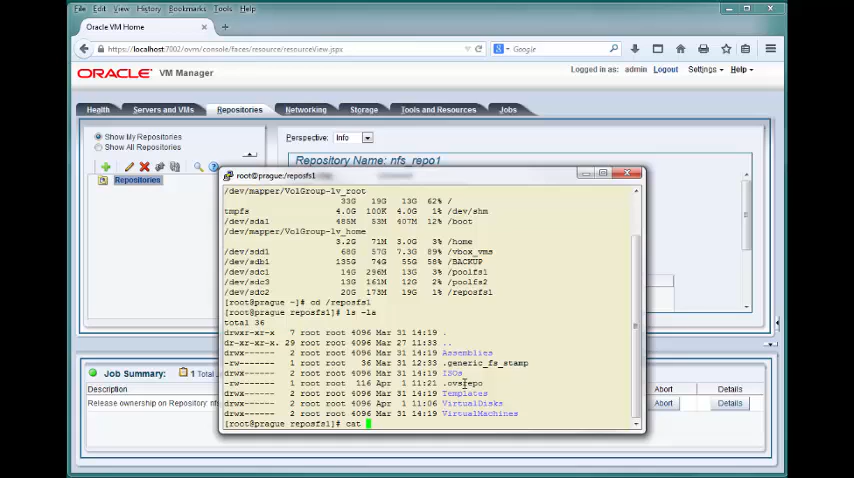 File Edit View History Bookmarks Tools Help
Oracle VM Home
https://localhost:7002/ovm/console/faces/resource/resourceView.jspx
Google
ORACLE VM Manager
Logged in as: admin Logout Settings Help
Health Servers and VMs Repositories Networking Storage Tools and Resources Jobs
Show My Repositories
Show All Repositories
Perspective: Info
Repositories
Repository Name: nfs_repo1
root@prague:/reposfs1
/dev/mapper/VolGroup-lv_root
33G 19G 13G 62% /
tmpfs 4.0G 100K 4.0G 1% /dev/shm
/dev/sda1 485M 53M 407M 12% /boot
/dev/mapper/VolGroup-lv_home
3.2G 71M 3.0G 3% /home
/dev/sdd1 68G 57G 7.3G 89% /vbox_vms
/dev/sdb1 135G 74G 55G 58% /BACKUP
/dev/sdc1 14G 296M 13G 3% /poolfs1
/dev/sdc3 13G 161M 12G 2% /poolfs2
/dev/sdc2 20G 173M 19G 1% /reposfs1
[root@prague ~]# cd /reposfs1
[root@prague reposfs1]# ls -la
total 36
drwxr-xr-x 7 root root 4096 Mar 31 14:19 .
dr-xr-xr-x. 29 root root 4096 Mar 27 11:33 ..
drwx------ 2 root root 4096 Mar 31 14:19 Assemblies
-rw------- 1 root root 36 Mar 31 12:33 .generic_fs_stamp
drwx------ 2 root root 4096 Mar 31 14:19 ISOs
-rw------- 1 root root 116 Apr 1 11:21 .ovsrepo
drwx------ 2 root root 4096 Mar 31 14:19 Templates
drwx------ 2 root root 4096 Apr 1 11:06 VirtualDisks
drwx------ 2 root root 4096 Mar 31 14:19 VirtualMachines
[root@prague reposfs1]# cat
Job Summary: 1 Total
Release ownership on Repository
Abort Details
Abort Details